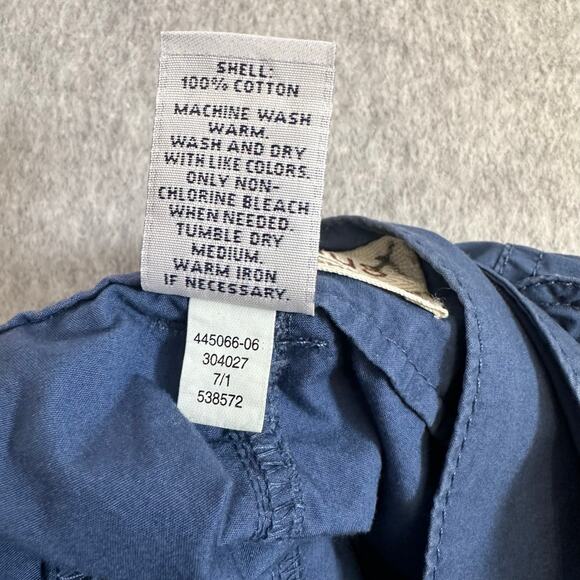 SHELL:
100% COTTON
MACHINE WASH
WARM.
WASH AND DRY
WITH LIKE COLORS.
ONLY NON-
CHLORINE BLEACH
WHEN NEEDED.
TUMBLE DRY
MEDIUM.
WARM IRON
IF NECESSARY.
445066-06
304027
7/1
538572